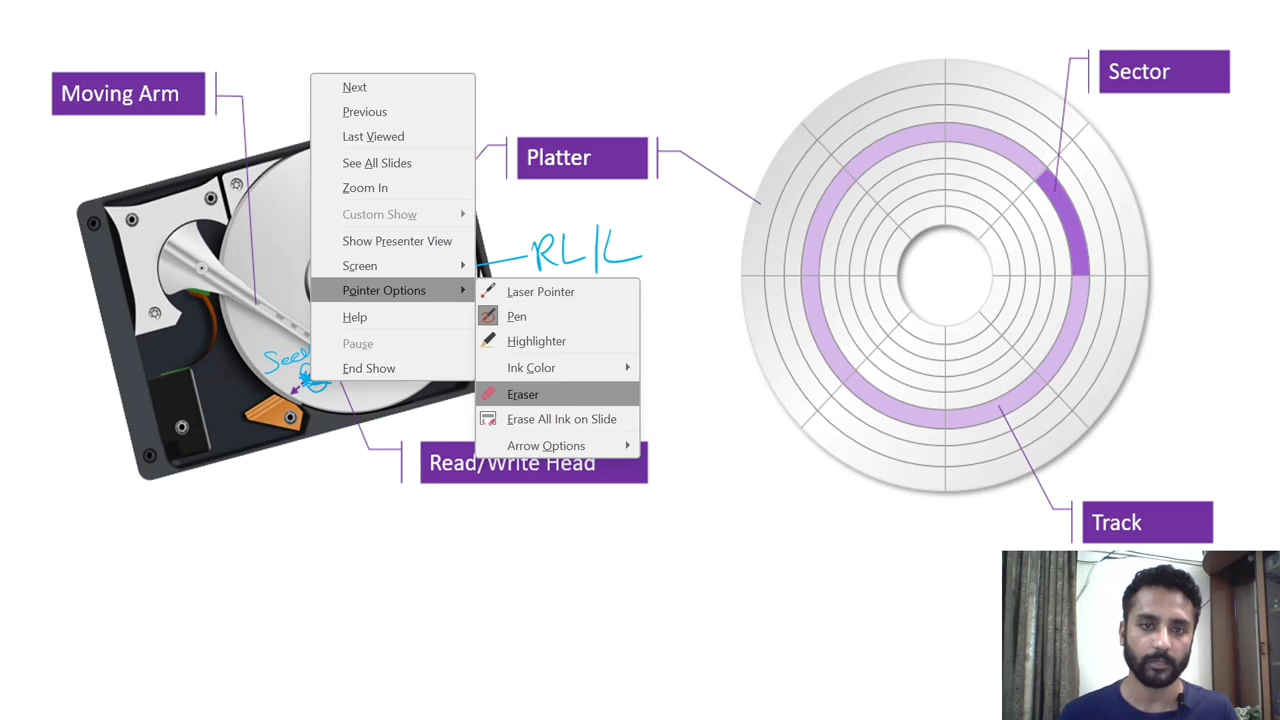 Moving Arm
Platter
Sector
Next
Previous
Last Viewed
See All Slides
Zoom In
Custom Show
Show Presenter View
Screen
Pointer Options
Help
Pause
End Show
RL/L
Laser Pointer
Pen
Highlighter
Ink Color
Eraser
Erase All Ink on Slide
Arrow Options
Read/Write Head
Track